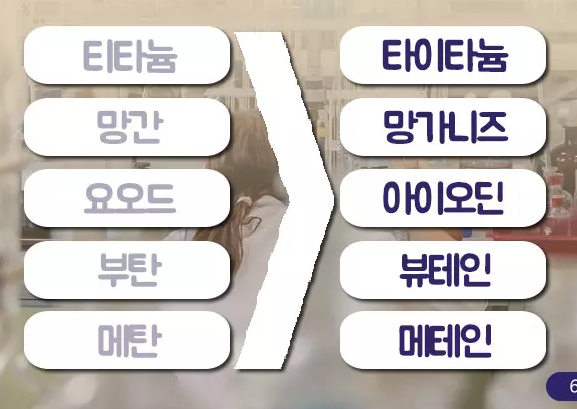 티타늄 타이타늄
망간 망가니즈
요오드 아이오딘
부탄 뷰테인
메탄 메테인
6